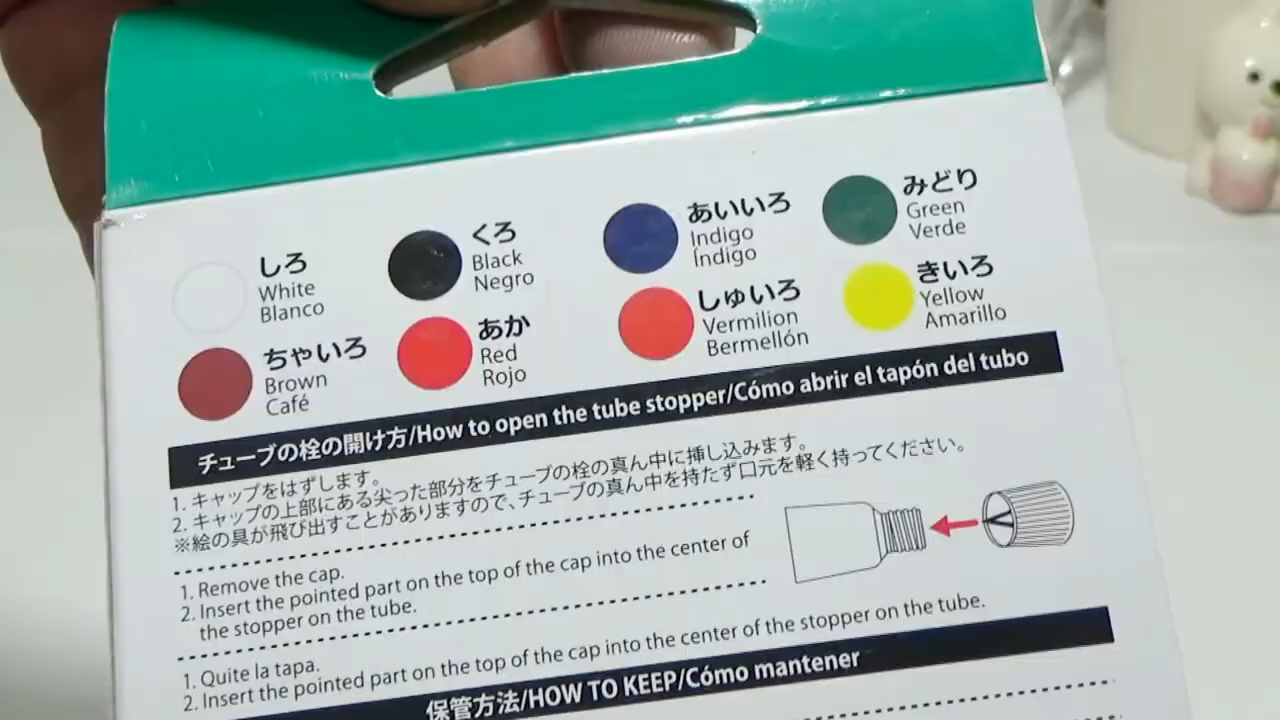 しろ
White
Blanco
くろ
Black
Negro
あいいろ
Indigo
Índigo
みどり
Green
Verde
ちゃいろ
Brown
Café
あか
Red
Rojo
しゅいろ
Vermilion
Bermellón
きいろ
Yellow
Amarillo
チューブの栓の開け方/How to open the tube stopper/Cómo abrir el tapón del tubo
1. キャップをはずします。
2. キャップの上部にある尖った部分をチューブの栓の真ん中に挿し込みます。
※絵の具が飛び出すことがありますので、チューブの真ん中を持たず口元を軽く持ってください。
1. Remove the cap.
2. Insert the pointed part on the top of the cap into the center of
the stopper on the tube.
1. Quite la tapa.
2. Insert the pointed part on the top of the cap into the center of the stopper on the tube.
保管方法/HOW TO KEEP/Cómo mantener